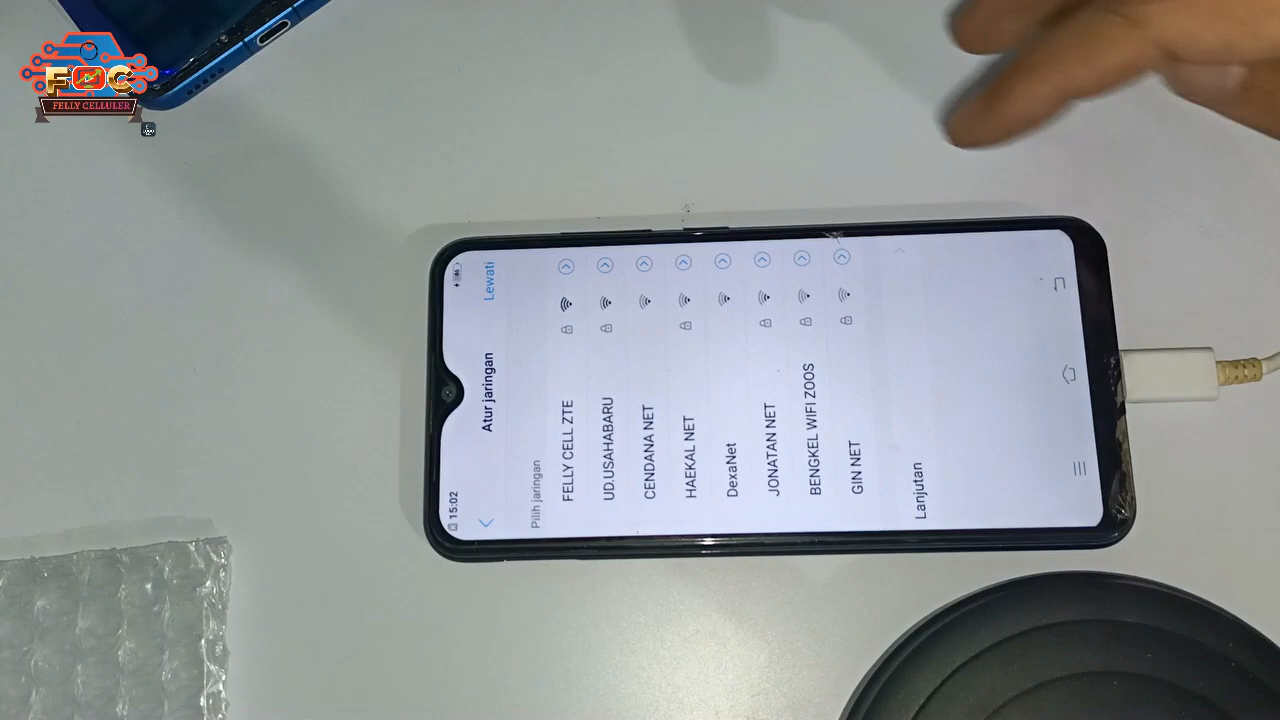 FOC
FELLY CELLULER
15:02
46
Lewati
Atur jaringan
Pilih jaringan
FELLY CELL ZTE
UD.USAHABARU
CENDANA NET
HAEKAL NET
DexaNet
JONATAN NET
BENGKEL WIFI ZOOS
GIN NET
Lanjutan